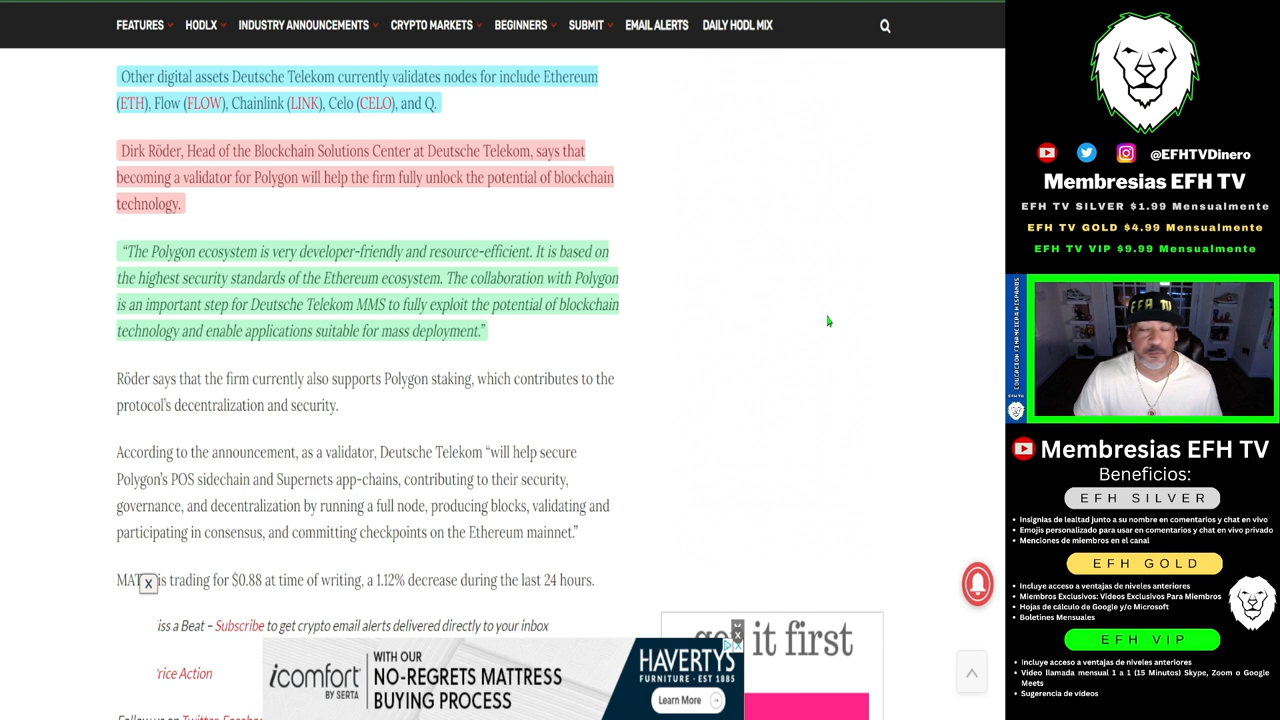 FEATURES HODLX INDUSTRY ANNOUNCEMENTS CRYPTO MARKETS BEGINNERS SUBMIT EMAIL ALERTS DAILY HODL MIX
Other digital assets Deutsche Telekom currently validates nodes for include Ethereum
(ETH), Flow (FLOW), Chainlink (LINK), Celo (CELO), and Q.
Dirk Röder, Head of the Blockchain Solutions Center at Deutsche Telekom, says that
becoming a validator for Polygon will help the firm fully unlock the potential of blockchain
technology.
“The Polygon ecosystem is very developer-friendly and resource-efficient. It is based on
the highest security standards of the Ethereum ecosystem. The collaboration with Polygon
is an important step for Deutsche Telekon MMS to fully exploit the potential of blockchain
technology and enable applications suitable for mass deployment.”
Röder says that the firm currently also supports Polygon staking, which contributes to the
protocol’s decentralization and security.
According to the announcement, as a validator, Deutsche Telekom “will help secure
Polygon’s POS sidechain and Supernets app-chains, contributing to their security,
governance, and decentralization by running a full node, producing blocks, validating and
participating in consensus, and committing checkpoints on the Ethereum mainnet.”
MAT is trading for $0.88 at time of writing, a 1.12% decrease during the last 24 hours.
X
iss a Beat – Subscribe to get crypto email alerts delivered directly to your inbox
rice Action
it first
iComfort BY SERTA
WITH OUR
NO-REGRETS MATTRESS
BUYING PROCESS
HAVERTYS
FURNITURE · EST 1885
Learn More
@EFHTVDinero
Membresias EFH TV
EFH TV SILVER $1.99 Mensualmente
EFH TV GOLD $4.99 Mensualmente
EFH TV VIP $9.99 Mensualmente
EDUCACION FINANCIERA HISPANOS
EFH TV
Membresias EFH TV
Beneficios:
EFH SILVER
• Insignias de lealtad junto a su nombre en comentarios y chat en vivo
• Emojis personalizado para usar en comentarios y chat en vivo privado
• Menciones de miembros en el canal
EFH GOLD
• Incluye acceso a ventajas de niveles anteriores
• Miembros Exclusivos: Videos Exclusivos Para Miembros
• Hojas de cálculo de Google y/o Microsoft
• Boletines Mensuales
EFH VIP
• Incluye acceso a ventajas de niveles anteriores
• Video llamada mensual 1 a 1 (15 Minutos) Skype, Zoom o Google
Meets
• Sugerencia de videos